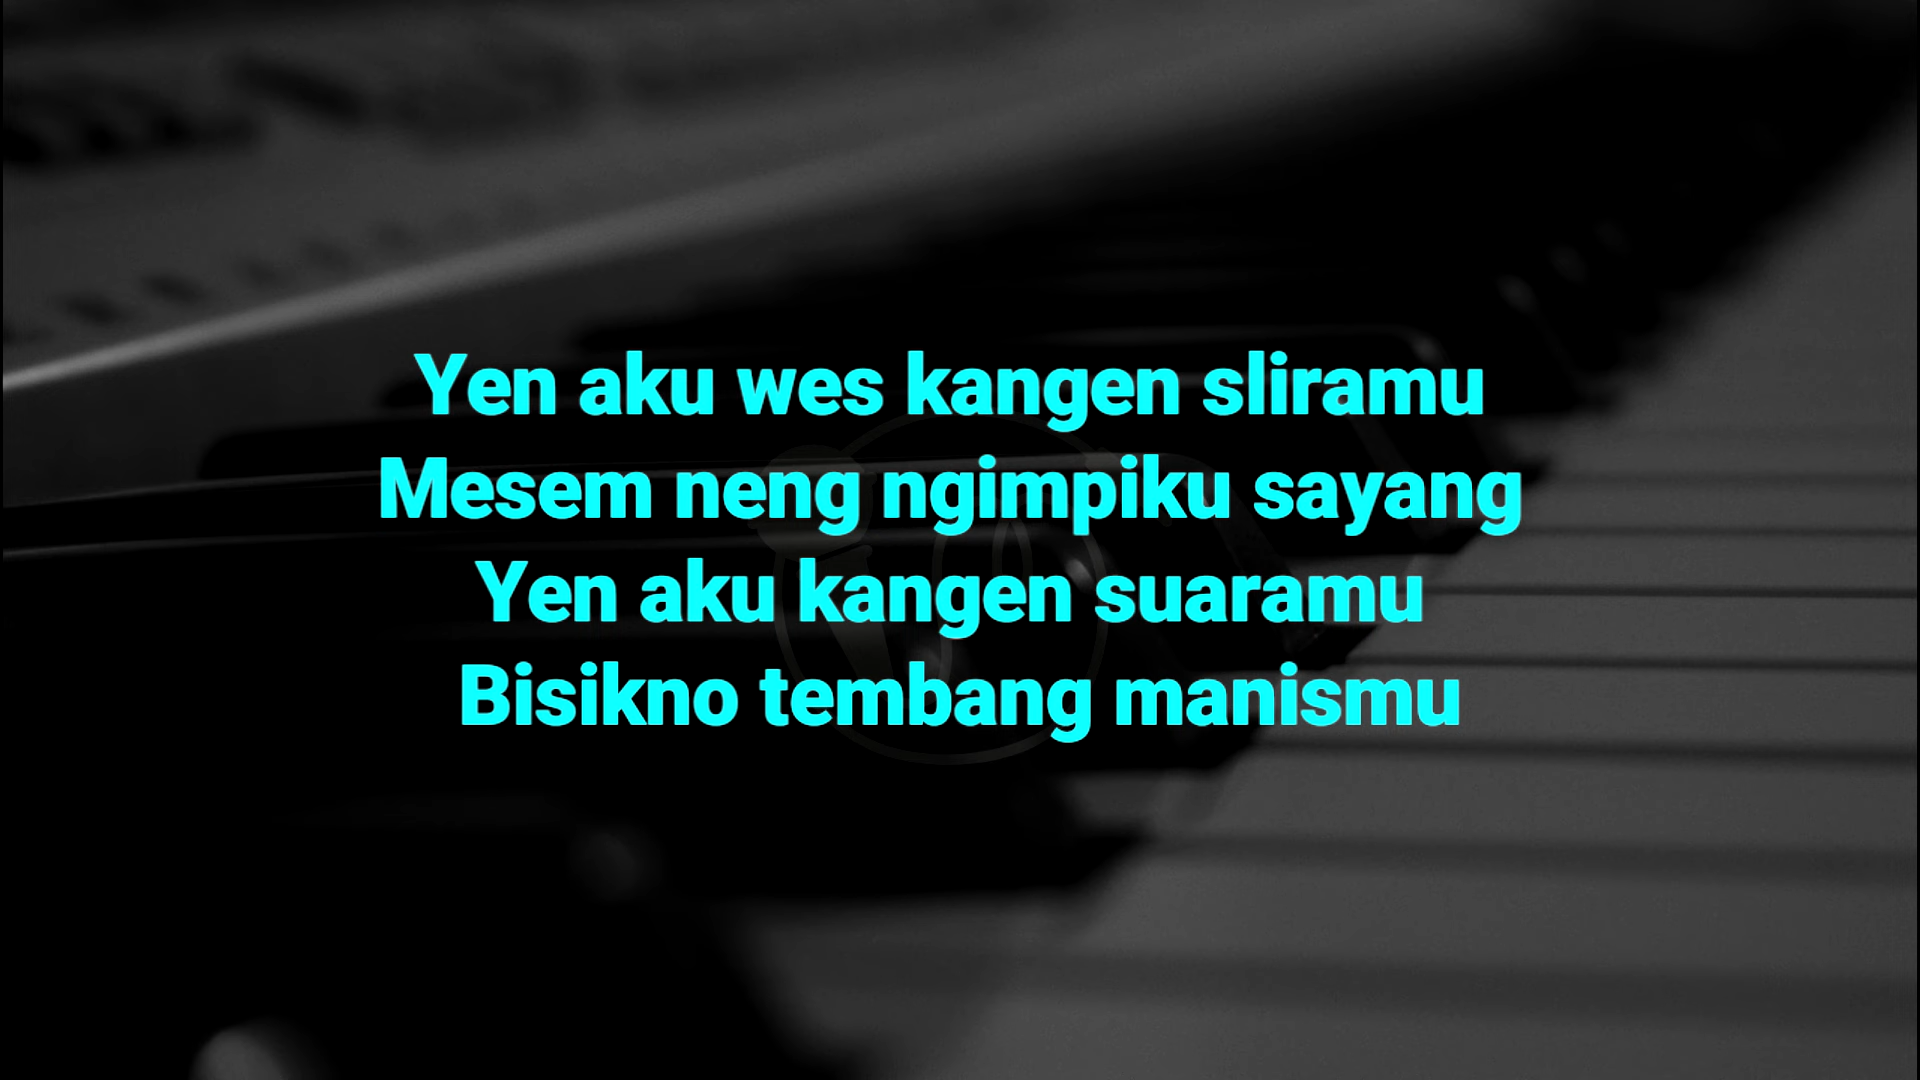 Yen aku wes kangen sliramu
Mesem neng ngimpiku sayang
Yen aku kangen suaramu
Bisikno tembang manismu